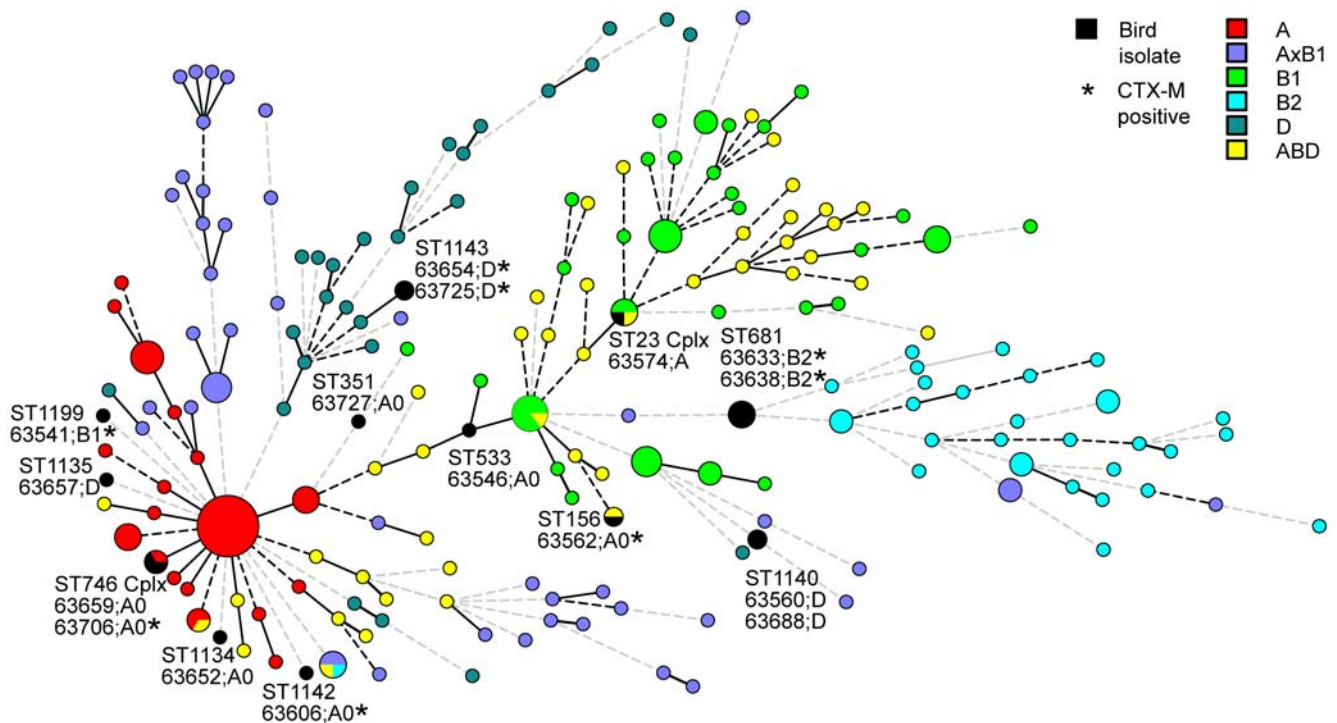 Bird
isolate
* CTX-M
positive
A
AxB1
B1
B2
D
ABD
ST1143
63654;D*
63725;D*
ST23 Cplx
63574;A
ST681
63633;B2*
63638;B2*
ST351
63727;A0
ST1199
63541;B1*
ST1135
63657;D
ST533
63546;A0
ST156
63562;A0*
ST1140
63560;D
63688;D
ST746 Cplx
63659;A0
63706;A0*
ST1134
63652;A0
ST1142
63606;A0*